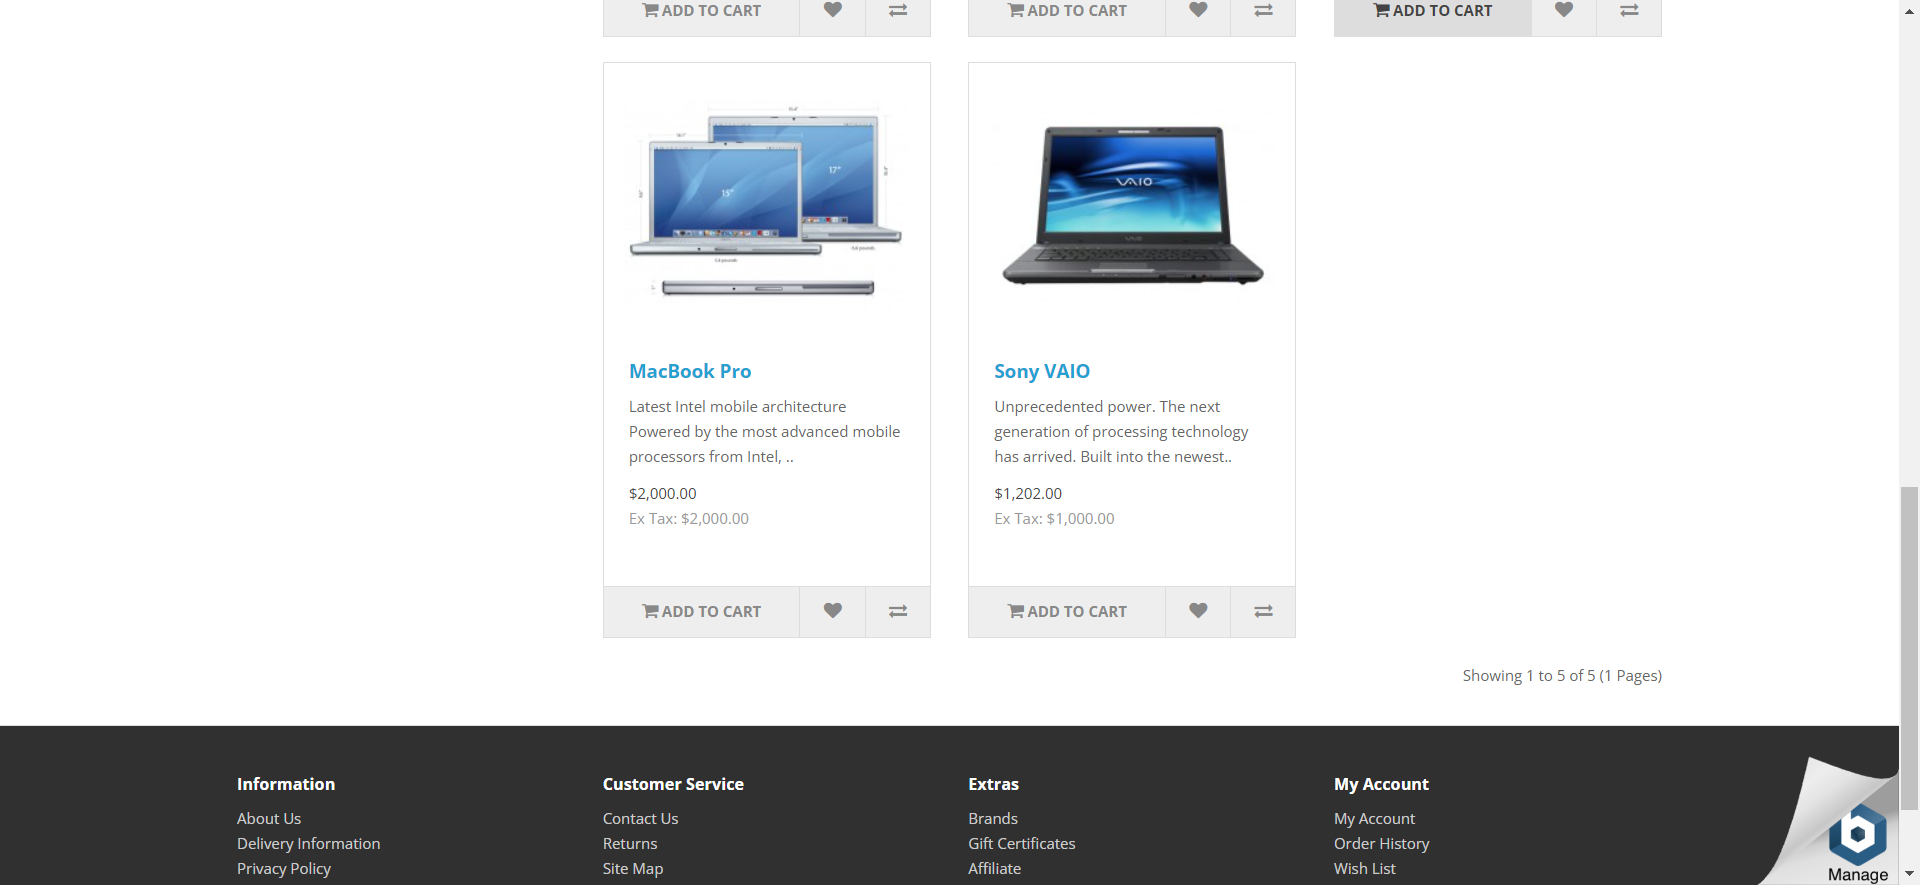 ADD TO CART
ADD TO CART
ADD TO CART
15"
17"
VAIO
VAIO
MacBook Pro
Latest Intel mobile architecture
Powered by the most advanced mobile
processors from Intel, ..
$2,000.00
Ex Tax: $2,000.00
ADD TO CART
Sony VAIO
Unprecedented power. The next
generation of processing technology
has arrived. Built into the newest..
$1,202.00
Ex Tax: $1,000.00
ADD TO CART
Showing 1 to 5 of 5 (1 Pages)
Information
About Us
Delivery Information
Privacy Policy
Customer Service
Contact Us
Returns
Site Map
Extras
Brands
Gift Certificates
Affiliate
My Account
My Account
Order History
Wish List
b
Manage